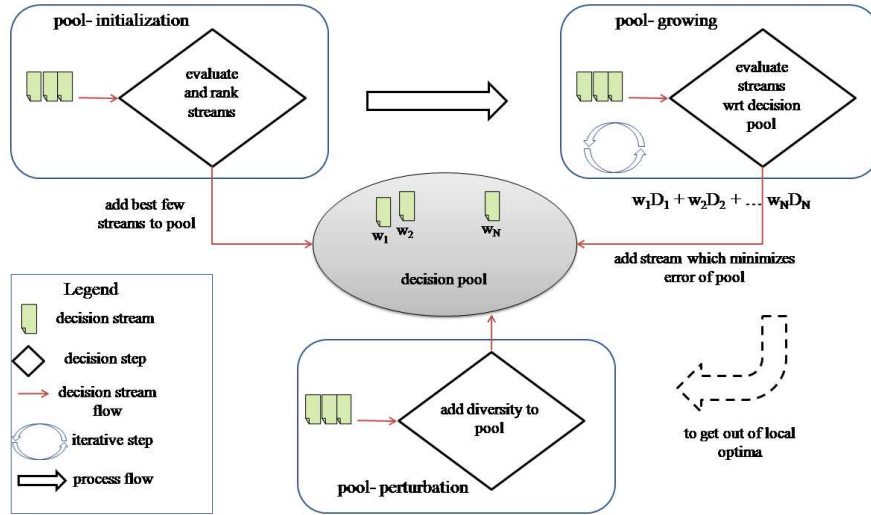 pool- initialization
evaluate
and rank
streams
add best few
streams to pool
pool- growing
evaluate
streams
wrt decision
pool
w₁D₁ + w₂D₂ + .... wₙDₙ
add stream which minimizes
error of pool
w₁ w₂ wₙ
decision pool
Legend
decision stream
decision step
decision stream
flow
iterative step
process flow
add diversity to
pool
pool- perturbation
to get out of local
optima